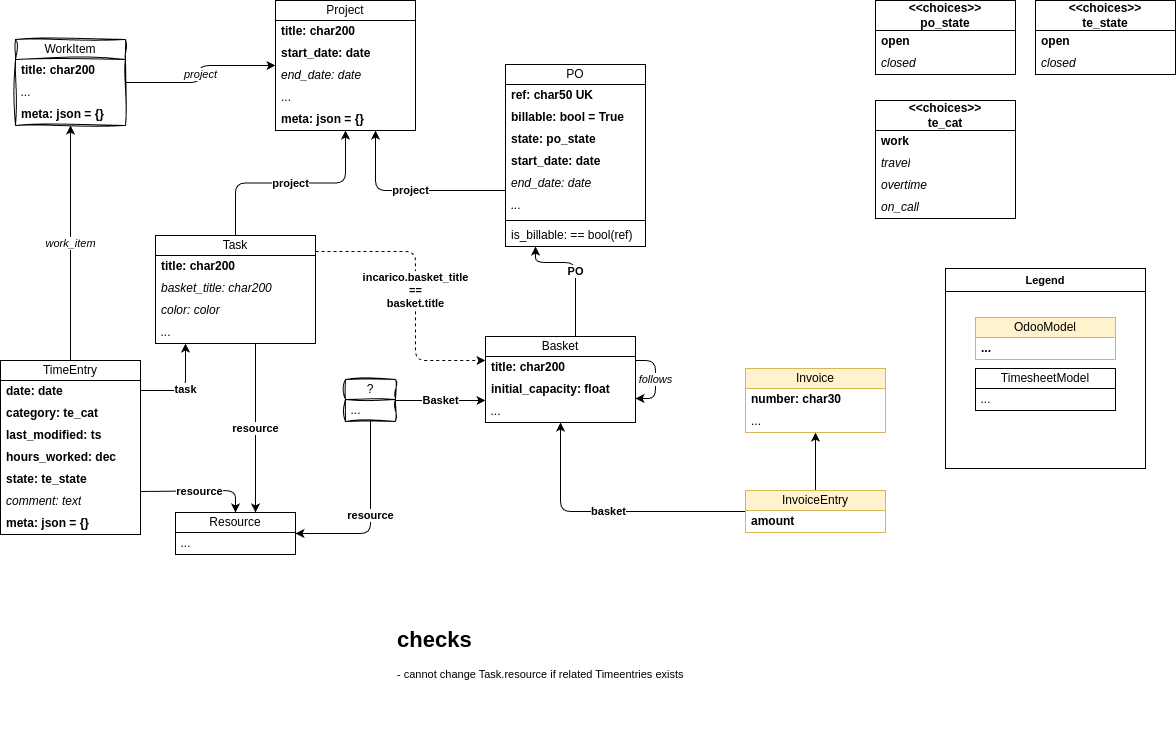 WorkItem
title: char200
...
meta: json = {}
project
Project
title: char200
start_date: date
end_date: date
...
meta: json = {}
PO
ref: char50 UK
billable: bool = True
state: po_state
start_date: date
end_date: date
...
is_billable: == bool(ref)
<<choices>>
po_state
open
closed
<<choices>>
te_state
open
closed
<<choices>>
te_cat
work
travel
overtime
on_call
project
project
work_item
Task
title: char200
basket_title: char200
color: color
...
incarico.basket_title
==
basket.title
PO
Legend
OdooModel
...
TimesheetModel
...
TimeEntry
date: date
category: te_cat
last_modified: ts
hours_worked: dec
state: te_state
comment: text
meta: json = {}
task
resource
resource
?
...
Basket
Basket
title: char200
initial_capacity: float
...
follows
Invoice
number: char30
...
resource
Resource
...
basket
InvoiceEntry
amount
checks
- cannot change Task.resource if related Timeentries exists